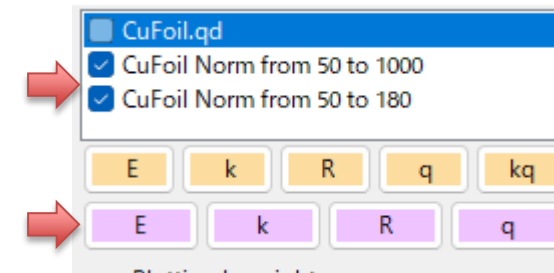 CuFoil.qd
CuFoil Norm from 50 to 1000
CuFoil Norm from 50 to 180
E k R q kq
E k R q